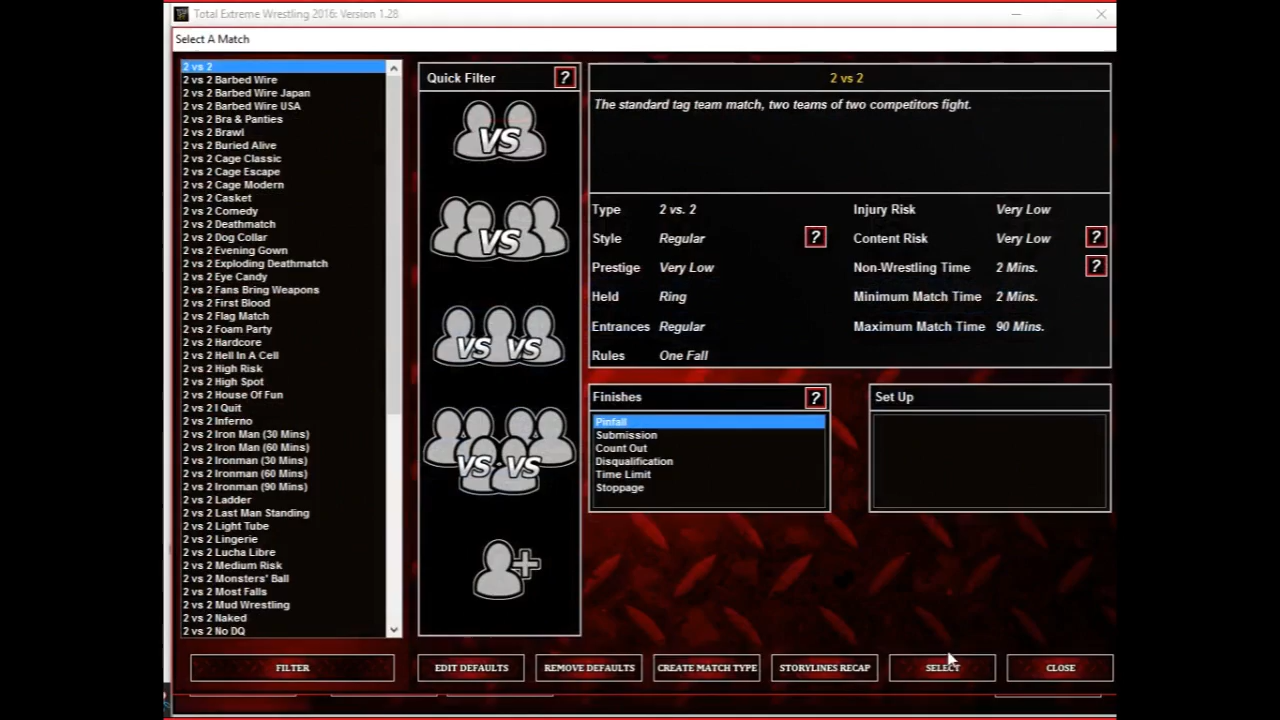 Total Extreme Wrestling 2016: Version 1.28
Select A Match
2 vs 2
2 vs 2 Barbed Wire
2 vs 2 Barbed Wire Japan
2 vs 2 Barbed Wire USA
2 vs 2 Bra & Panties
2 vs 2 Brawl
2 vs 2 Buried Alive
2 vs 2 Cage Classic
2 vs 2 Cage Escape
2 vs 2 Cage Modern
2 vs 2 Casket
2 vs 2 Comedy
2 vs 2 Deathmatch
2 vs 2 Dog Collar
2 vs 2 Evening Gown
2 vs 2 Exploding Deathmatch
2 vs 2 Eye Candy
2 vs 2 Fans Bring Weapons
2 vs 2 First Blood
2 vs 2 Flag Match
2 vs 2 Foam Party
2 vs 2 Hardcore
2 vs 2 Hell In A Cell
2 vs 2 High Risk
2 vs 2 High Spot
2 vs 2 House Of Fun
2 vs 2 I Quit
2 vs 2 Inferno
2 vs 2 Iron Man (30 Mins)
2 vs 2 Iron Man (60 Mins)
2 vs 2 Ironman (30 Mins)
2 vs 2 Ironman (60 Mins)
2 vs 2 Ironman (90 Mins)
2 vs 2 Ladder
2 vs 2 Last Man Standing
2 vs 2 Light Tube
2 vs 2 Lingerie
2 vs 2 Lucha Libre
2 vs 2 Medium Risk
2 vs 2 Monsters' Ball
2 vs 2 Most Falls
2 vs 2 Mud Wrestling
2 vs 2 Naked
2 vs 2 No DQ
FILTER
Quick Filter ?
VS
VS
VS VS
VS VS
2 vs 2
The standard tag team match, two teams of two competitors fight.
Type 2 vs. 2 Injury Risk Very Low
Style Regular ? Content Risk Very Low ?
Prestige Very Low Non-Wrestling Time 2 Mins. ?
Held Ring Minimum Match Time 2 Mins.
Entrances Regular Maximum Match Time 90 Mins.
Rules One Fall
Finishes ? Set Up
Pinfall
Submission
Count Out
Disqualification
Time Limit
Stoppage
EDIT DEFAULTS REMOVE DEFAULTS CREATE MATCH TYPE STORYLINES RECAP SELECT CLOSE